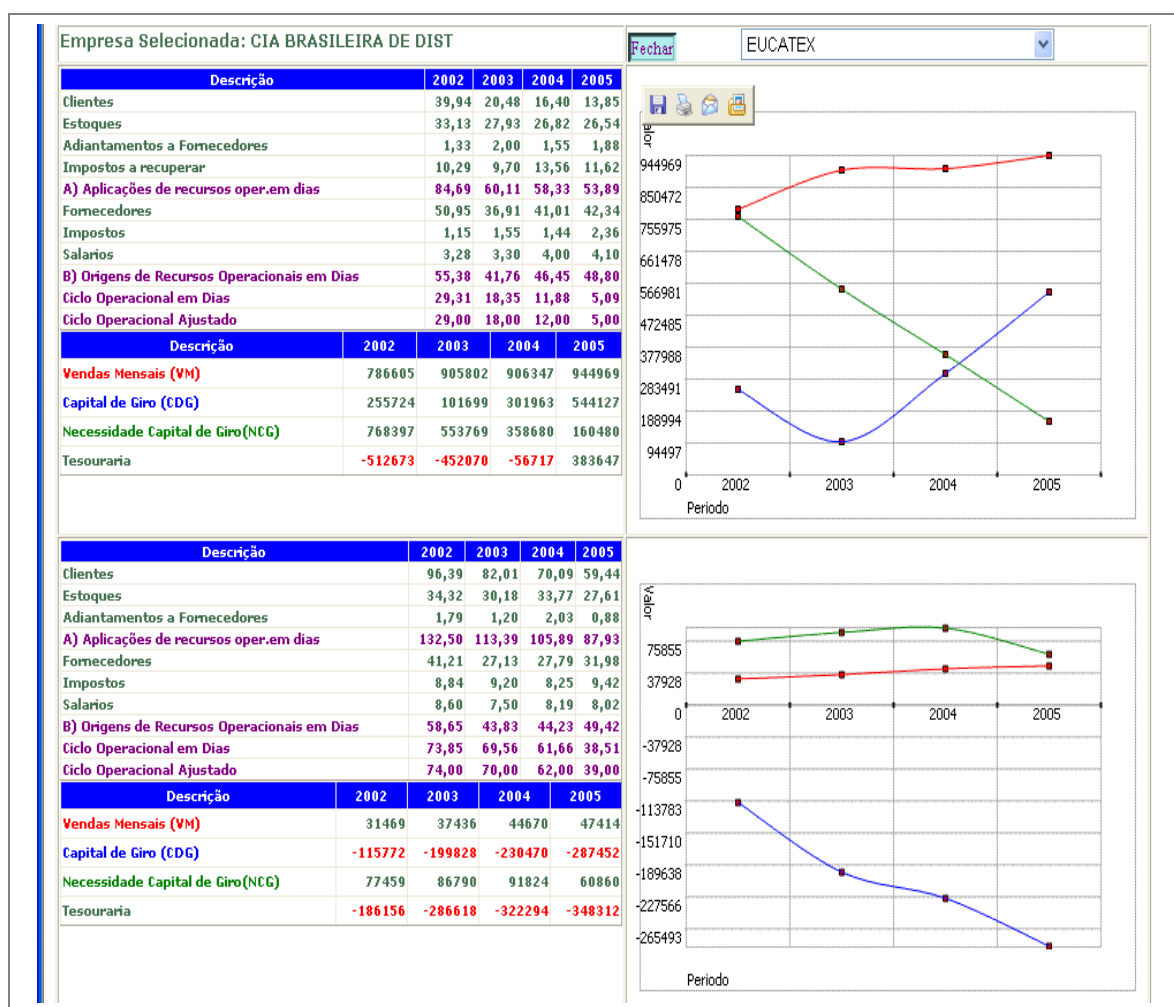 Empresa Selecionada: CIA BRASILEIRA DE DIST
Fechar
EUCATEX
Descrição 2002 2003 2004 2005
Clientes 39,94 20,48 16,40 13,85
Estoques 33,13 27,93 26,82 26,54
Adiantamentos a Fornecedores 1,33 2,00 1,55 1,88
Impostos a recuperar 10,29 9,70 13,56 11,62
A) Aplicações de recursos oper.em dias 84,69 60,11 58,33 53,89
Fornecedores 50,95 36,91 41,01 42,34
Impostos 1,15 1,55 1,44 2,36
Salarios 3,28 3,30 4,00 4,10
B) Origens de Recursos Operacionais em Dias 55,38 41,76 46,45 48,80
Ciclo Operacional em Dias 29,31 18,35 11,88 5,09
Ciclo Operacional Ajustado 29,00 18,00 12,00 5,00
Descrição 2002 2003 2004 2005
Vendas Mensais (VM) 786605 905802 906347 944969
Capital de Giro (CDG) 255724 101699 301963 544127
Necessidade Capital de Giro(NCG) 768397 553769 358680 160480
Tesouraria -512673 -452070 -56717 383647
944969
850472
755975
661478
566981
472485
377988
283491
188994
94497
0 2002 2003 2004 2005
Periodo
Descrição 2002 2003 2004 2005
Clientes 96,39 82,01 70,09 59,44
Estoques 34,32 30,18 33,77 27,61
Adiantamentos a Fornecedores 1,79 1,20 2,03 0,88
A) Aplicações de recursos oper.em dias 132,50 113,39 105,89 87,93
Fornecedores 41,21 27,13 27,79 31,98
Impostos 8,84 9,20 8,25 9,42
Salarios 8,60 7,50 8,19 8,02
B) Origens de Recursos Operacionais em Dias 58,65 43,83 44,23 49,42
Ciclo Operacional em Dias 73,85 69,56 61,66 38,51
Ciclo Operacional Ajustado 74,00 70,00 62,00 39,00
Descrição 2002 2003 2004 2005
Vendas Mensais (VM) 31469 37436 44670 47414
Capital de Giro (CDG) -115772 -199828 -230470 -287452
Necessidade Capital de Giro(NCG) 77459 86790 91824 60860
Tesouraria -186156 -286618 -322294 -348312
Valor
75855
37928
0 2002 2003 2004 2005
-37928
-75855
-113783
-151710
-189638
-227566
-265493
Periodo